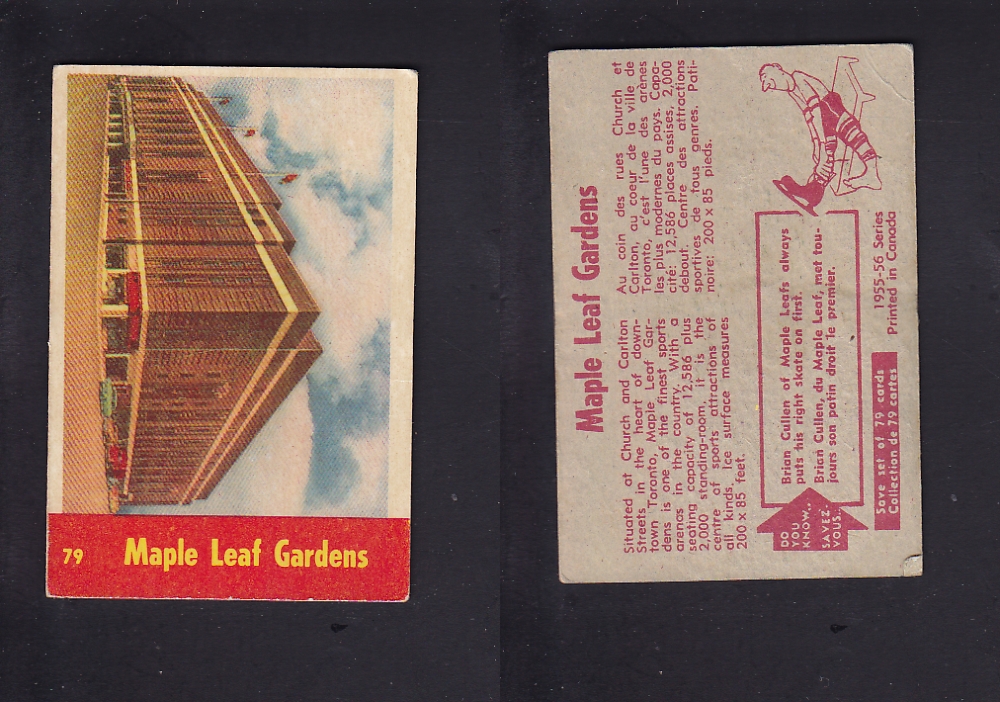 79 Maple Leaf Gardens
Maple Leaf Gardens
Situated at Church and Carlton
Streets in the heart of down-
town Toronto, Maple Leaf Gar-
dens is one of the finest sports
arenas in the country. With a
seating capacity of 12,586 plus
2,000 standing-room, it is the
centre of sports attractions of
all kinds. Ice surface measures
200 x 85 feet.
Au coin des rues Church et
Carlton, au coeur de la ville de
Toronto, c'est l'une des arènes
les plus modernes du pays. Capa-
cité: 12,586 places assises, 2,000
debout. Centre des attractions
sportives de tous genres. Pati-
noire: 200 x 85 pieds.
DO
YOU
KNOW..
SAVEZ-
VOUS..
Brian Cullen of Maple Leafs always
puts his right skate on first.
Brian Cullen, du Maple Leaf, met tou-
jours son patin droit le premier.
Save set of 79 cards
Collection de 79 cartes
1955-56 Series
Printed in Canada